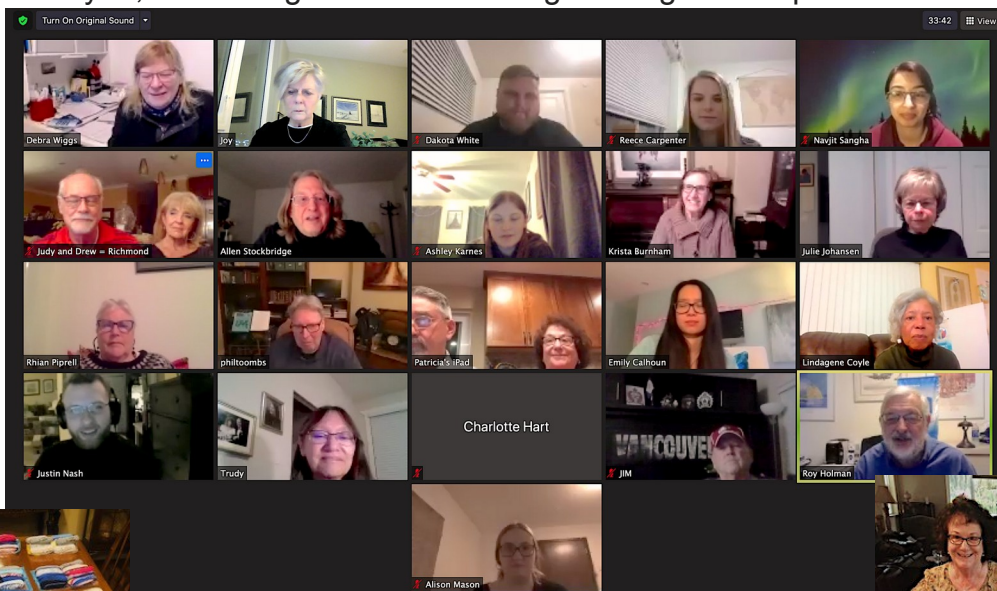 Turn On Original Sound
33:42
View
Debra Wiggs
Joy
Dakota White
Reece Carpenter
Navjit Sangha
Judy and Drew = Richmond
Allen Stockbridge
Ashley Karnes
Krista Burnham
Julie Johansen
Rhian Piprell
philtoombs
Patricia's iPad
Emily Calhoun
Lindagene Coyle
Justin Nash
Trudy
Charlotte Hart
VANCOUVER
JIM
Roy Holman
Alison Mason